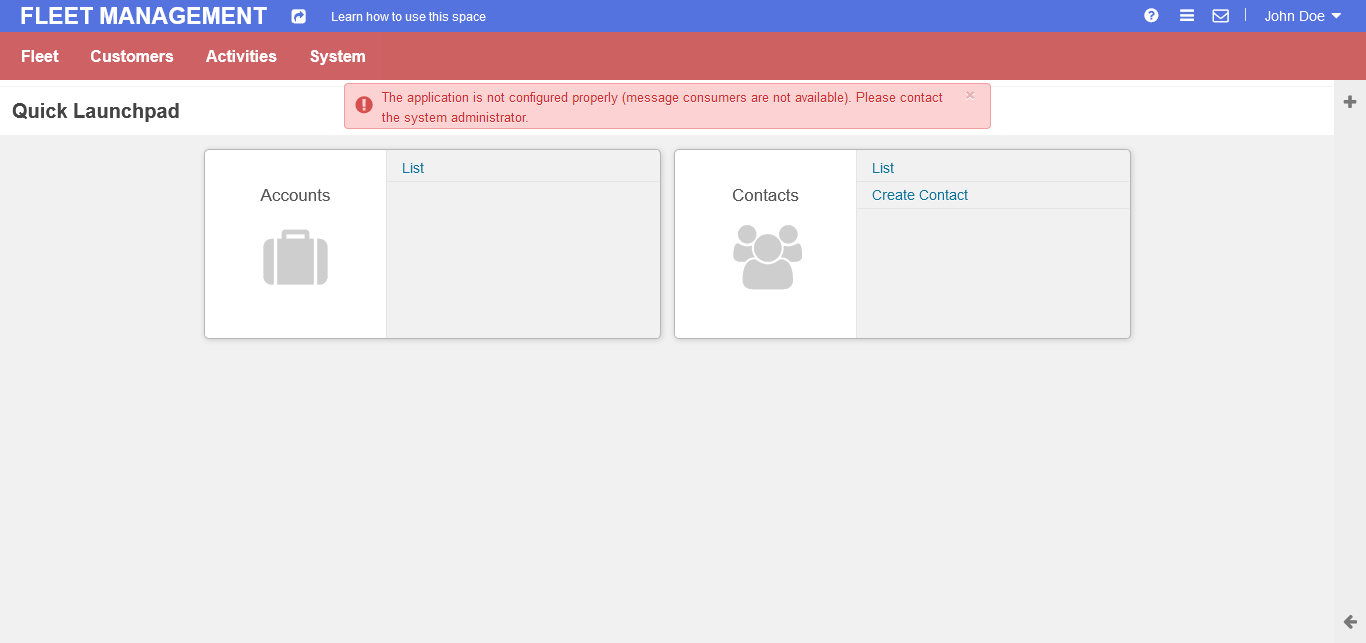 FLEET MANAGEMENT Learn how to use this space John Doe
Fleet Customers Activities System
The application is not configured properly (message consumers are not available). Please contact
the system administrator.
Quick Launchpad
Accounts
List
Contacts
List
Create Contact